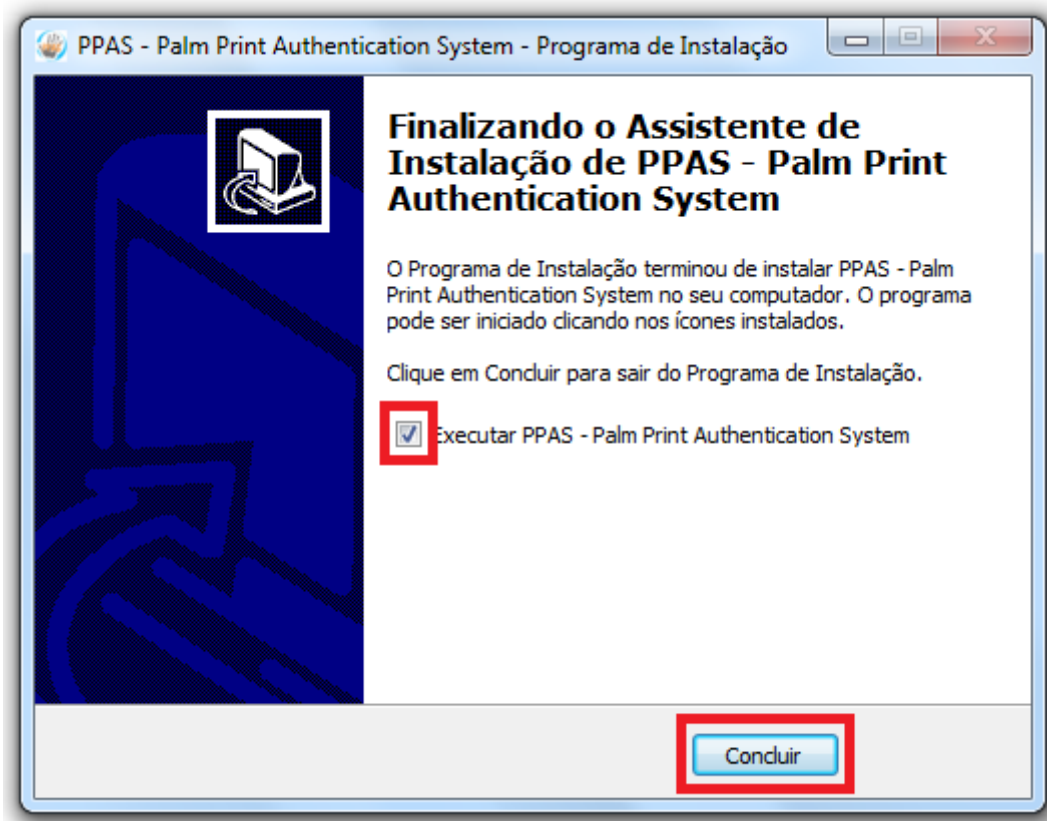 PPAS - Palm Print Authentication System - Programa de Instalação
Finalizando o Assistente de
Instalação de PPAS - Palm Print
Authentication System
O Programa de Instalação terminou de instalar PPAS - Palm
Print Authentication System no seu computador. O programa
pode ser iniciado clicando nos ícones instalados.
Clique em Concluir para sair do Programa de Instalação.
Executar PPAS - Palm Print Authentication System
Concluir